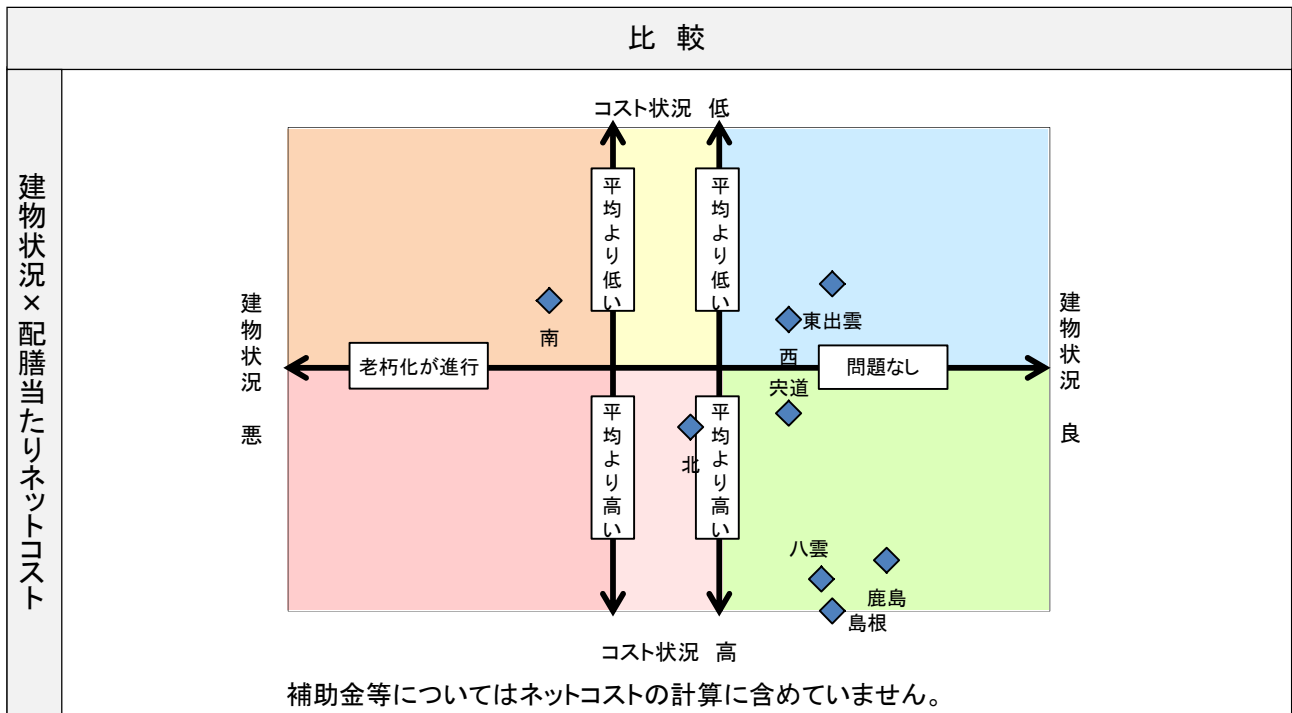 比 較
建物状況×配膳当たりネットコスト
コスト状況 低
平均より低い
平均より低い
東出雲
南
西
建物状況 悪
老朽化が進行
問題なし
建物状況 良
宍道
平均より高い
平均より高い
北
八雲
鹿島
島根
コスト状況 高
補助金等についてはネットコストの計算に含めていません。